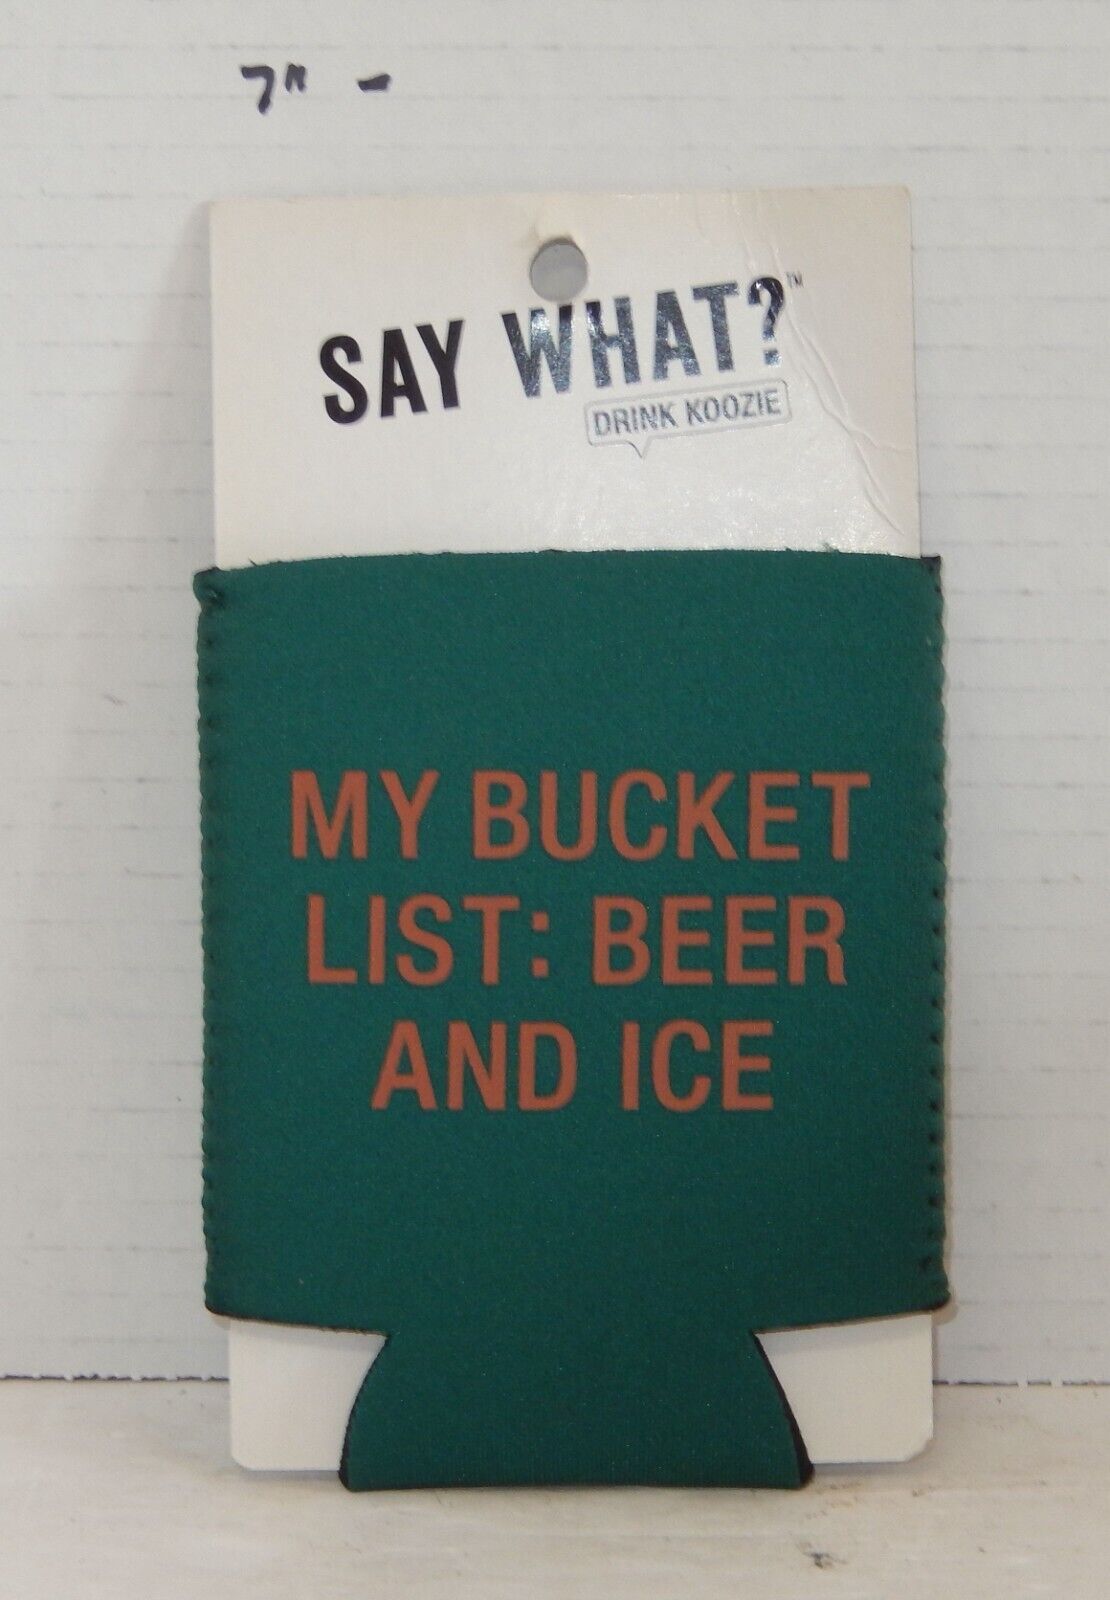 7" -
SAY WHAT?™
DRINK KOOZIE
MY BUCKET
LIST: BEER
AND ICE